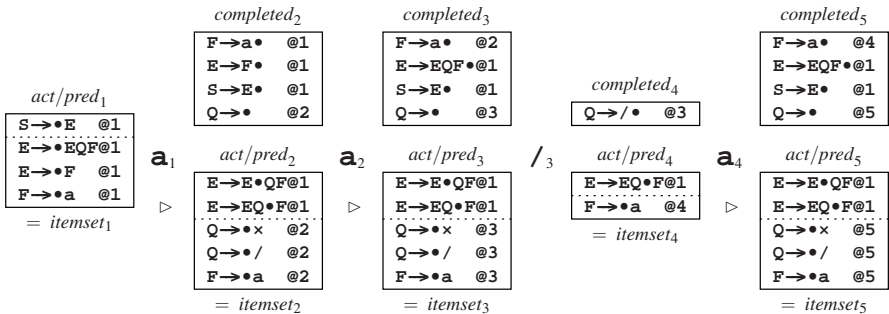 completed₂
F→a• @1
E→F• @1
S→E• @1
Q→• @2
completed₃
F→a• @2
E→EQF•@1
S→E• @1
Q→• @3
completed₄
Q→/• @3
completed₅
F→a• @4
E→EQF•@1
S→E• @1
Q→• @5
act/pred₁
S→•E @1
E→•EQF@1
E→•F @1
F→•a @1
= itemset₁
a₁
▷
act/pred₂
E→E•QF@1
E→EQ•F@1
Q→•× @2
Q→•/ @2
F→•a @2
= itemset₂
a₂
▷
act/pred₃
E→E•QF@1
E→EQ•F@1
Q→•× @3
Q→•/ @3
F→•a @3
= itemset₃
/₃
act/pred₄
E→EQ•F@1
F→•a @4
= itemset₄
a₄
▷
act/pred₅
E→E•QF@1
E→EQ•F@1
Q→•× @5
Q→•/ @5
F→•a @5
= itemset₅